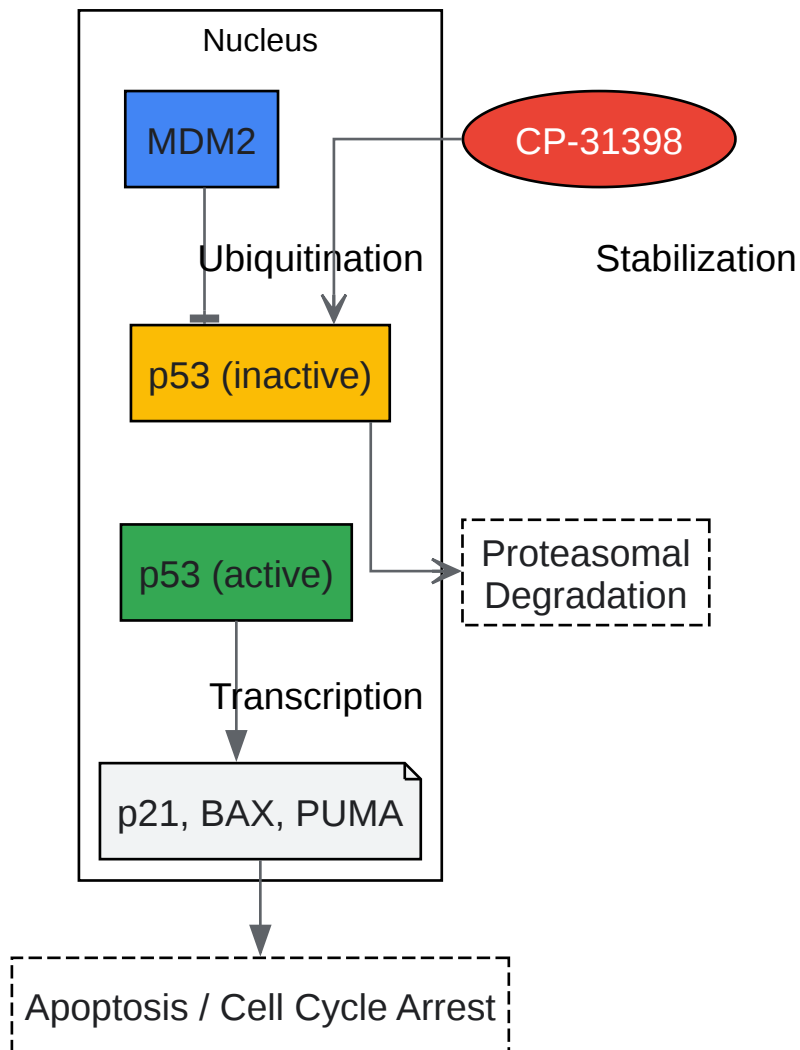 Nucleus
MDM2
CP-31398
Ubiquitination
Stabilization
p53 (inactive)
Proteasomal
Degradation
p53 (active)
Transcription
p21, BAX, PUMA
Apoptosis / Cell Cycle Arrest